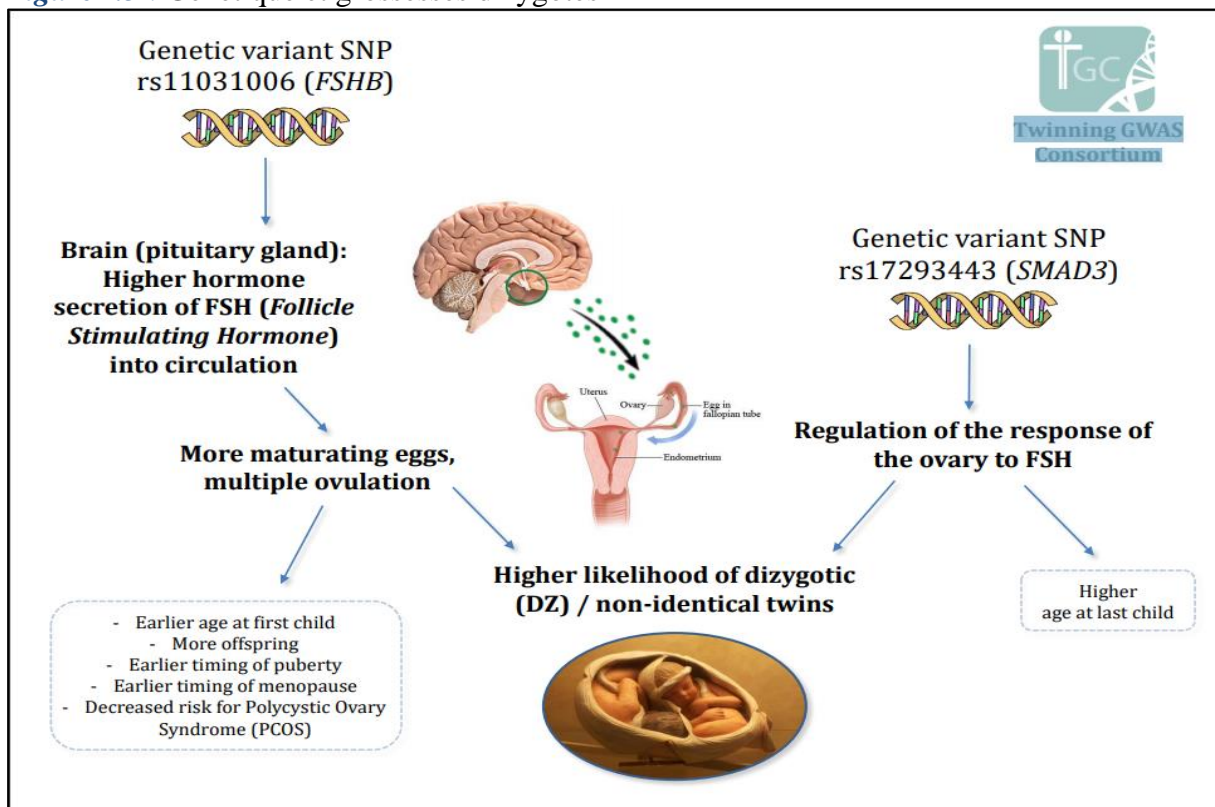 Genetic variant SNP
rs11031006 (FSHB)
TGC
Twinning GWAS
Consortium
Brain (pituitary gland):
Higher hormone
secretion of FSH (Follicle
Stimulating Hormone)
into circulation
Genetic variant SNP
rs17293443 (SMAD3)
Uterus
Ovary
Egg in
fallopian tube
Endometrium
More maturating eggs,
multiple ovulation
Regulation of the response of
the ovary to FSH
Higher likelihood of dizygotic
(DZ) / non-identical twins
Higher
age at last child
- Earlier age at first child
- More offspring
- Earlier timing of puberty
- Earlier timing of menopause
- Decreased risk for Polycystic Ovary
Syndrome (PCOS)